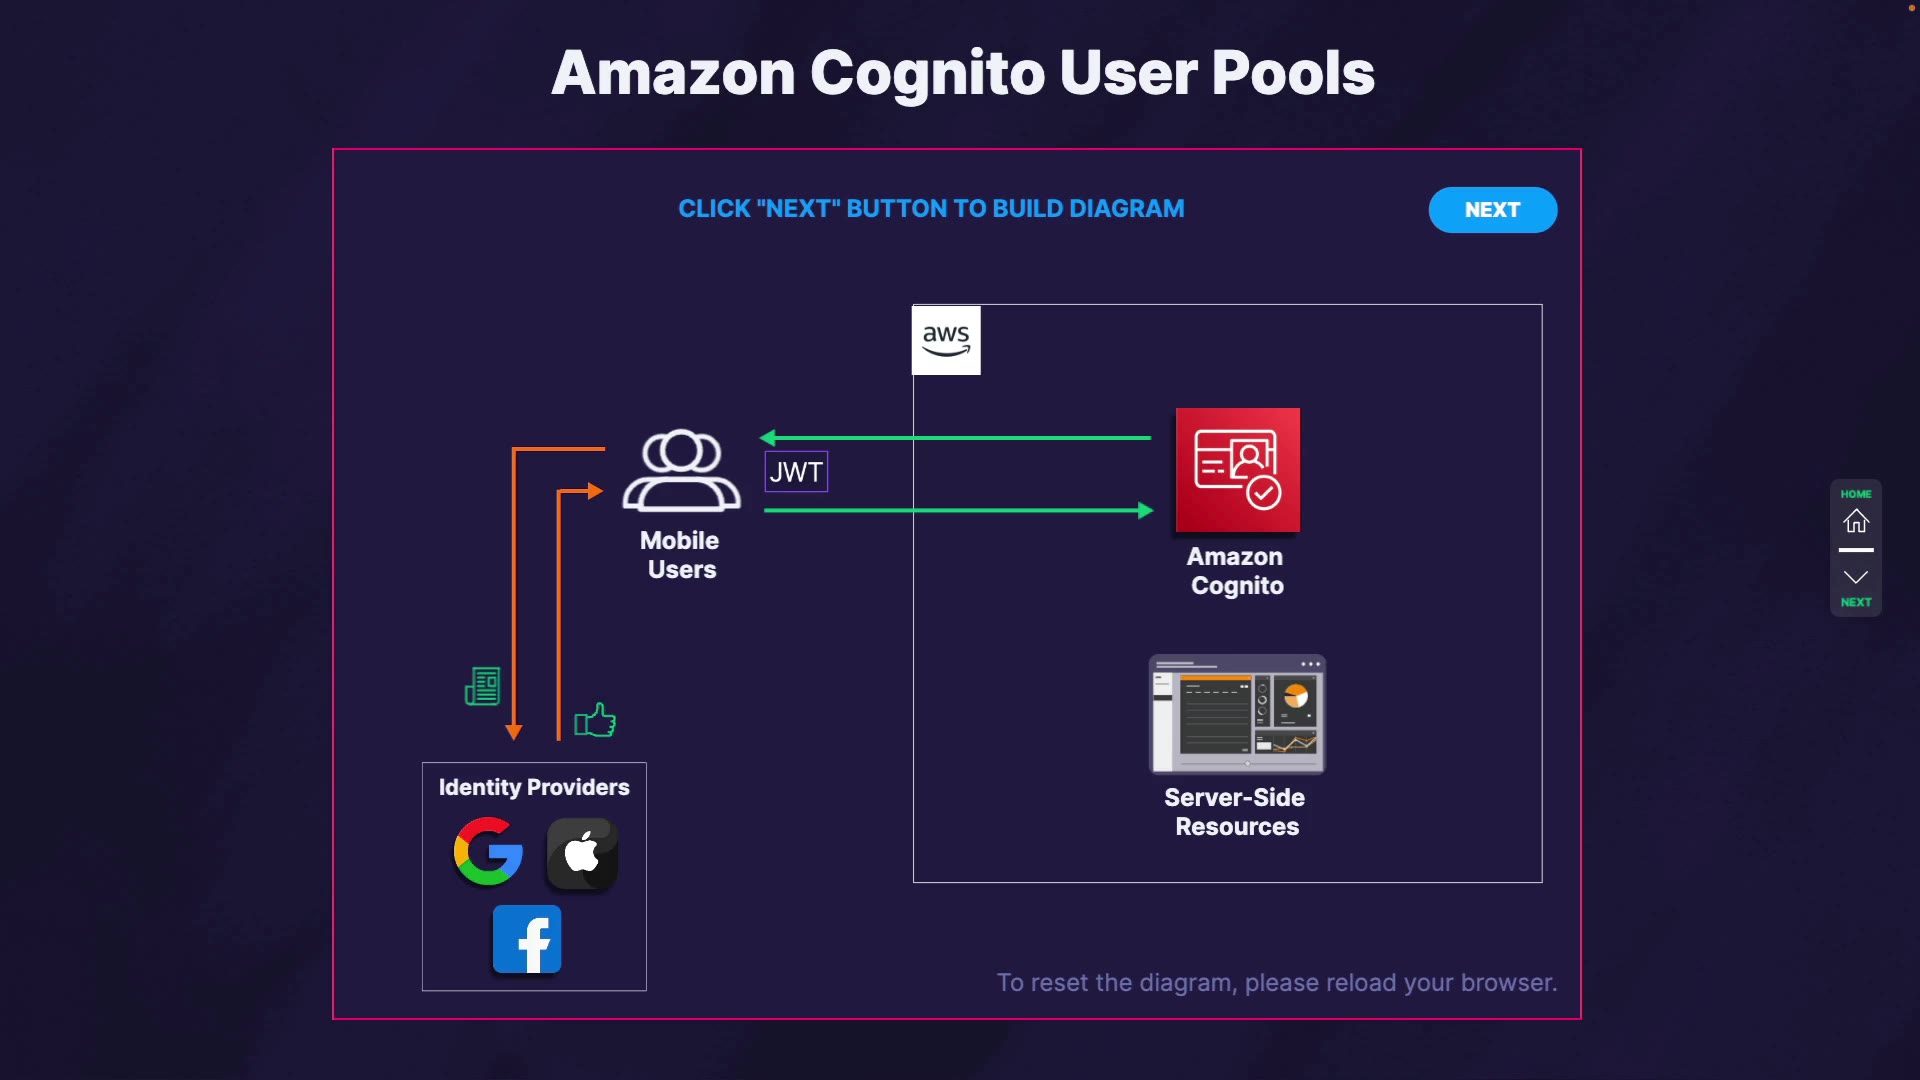 Amazon Cognito User Pools
CLICK "NEXT" BUTTON TO BUILD DIAGRAM
NEXT
aws
JWT
Mobile
Users
Amazon
Cognito
HOME
NEXT
Identity Providers
Server-Side
Resources
To reset the diagram, please reload your browser.